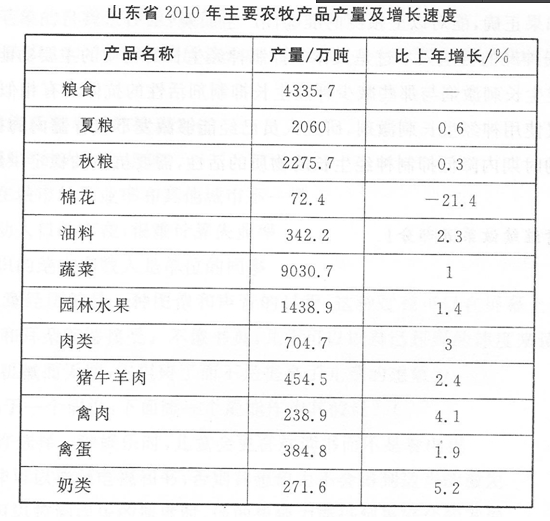 山东省 2010 年主要农牧产品产量及增长速度
产品名称 产量/万吨 比上年增长/%
粮食 4335.7
夏粮 2060 0.6
秋粮 2275.7 0.3
棉花 72.4 -21.4
油料 342.2 2.3
蔬菜 9030.7 1
园林水果 1438.9 1.4
肉类 704.7 3
猪牛羊肉 454.5 2.4
禽肉 238.9 4.1
禽蛋 384.8 1.9
奶类 271.6 5.2